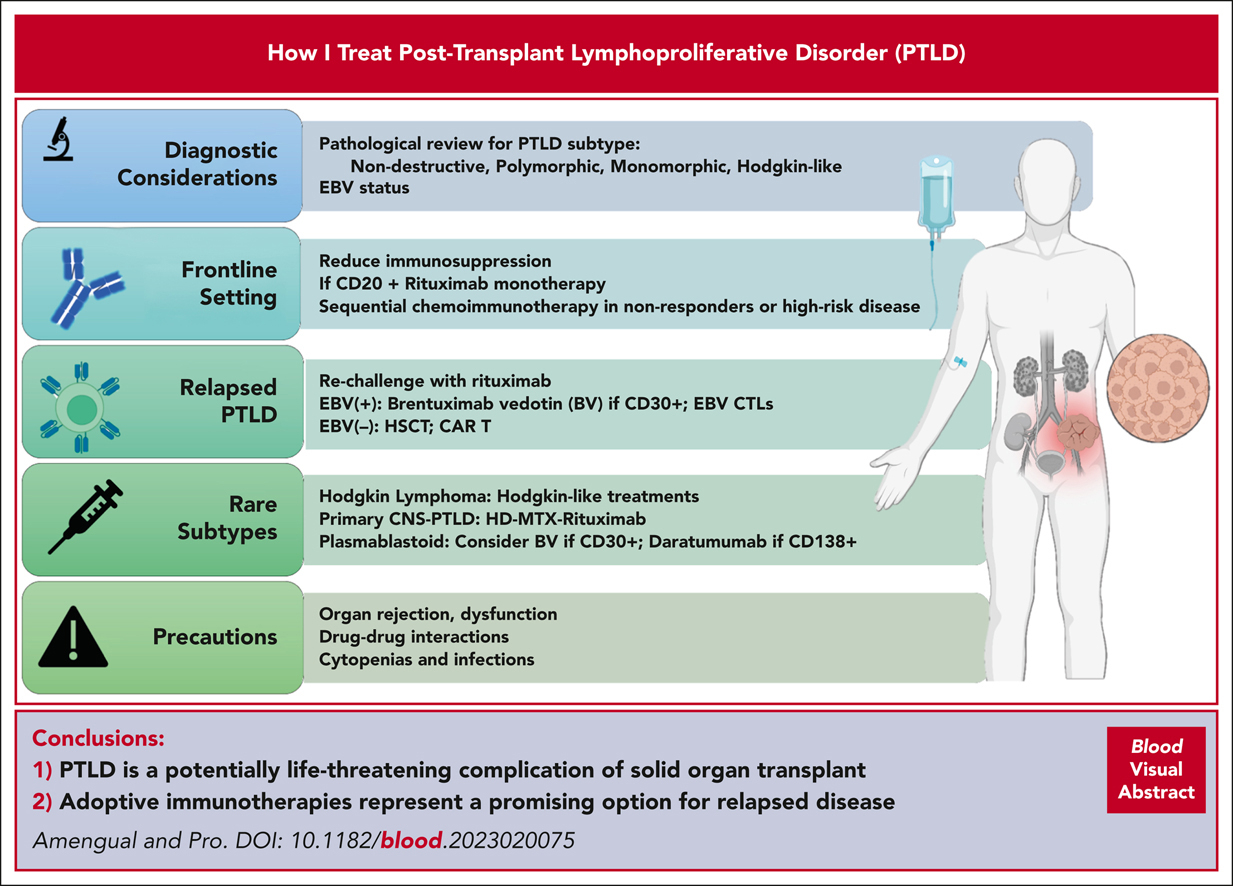 How I Treat Post-Transplant Lymphoproliferative Disorder (PTLD)
Diagnostic
Considerations
Pathological review for PTLD subtype:
Non-destructive, Polymorphic, Monomorphic, Hodgkin-like
EBV status
Frontline
Setting
Reduce immunosuppression
If CD20 + Rituximab monotherapy
Sequential chemoimmunotherapy in non-responders or high-risk disease
Relapsed
PTLD
Re-challenge with rituximab
EBV(+): Brentuximab vedotin (BV) if CD30+; EBV CTLs
EBV(–): HSCT; CAR T
Rare
Subtypes
Hodgkin Lymphoma: Hodgkin-like treatments
Primary CNS-PTLD: HD-MTX-Rituximab
Plasmablastoid: Consider BV if CD30+; Daratumumab if CD138+
Precautions
Organ rejection, dysfunction
Drug-drug interactions
Cytopenias and infections
Conclusions:
1) PTLD is a potentially life-threatening complication of solid organ transplant
2) Adoptive immunotherapies represent a promising option for relapsed disease
Amengual and Pro. DOI: 10.1182/blood.2023020075
Blood
Visual
Abstract